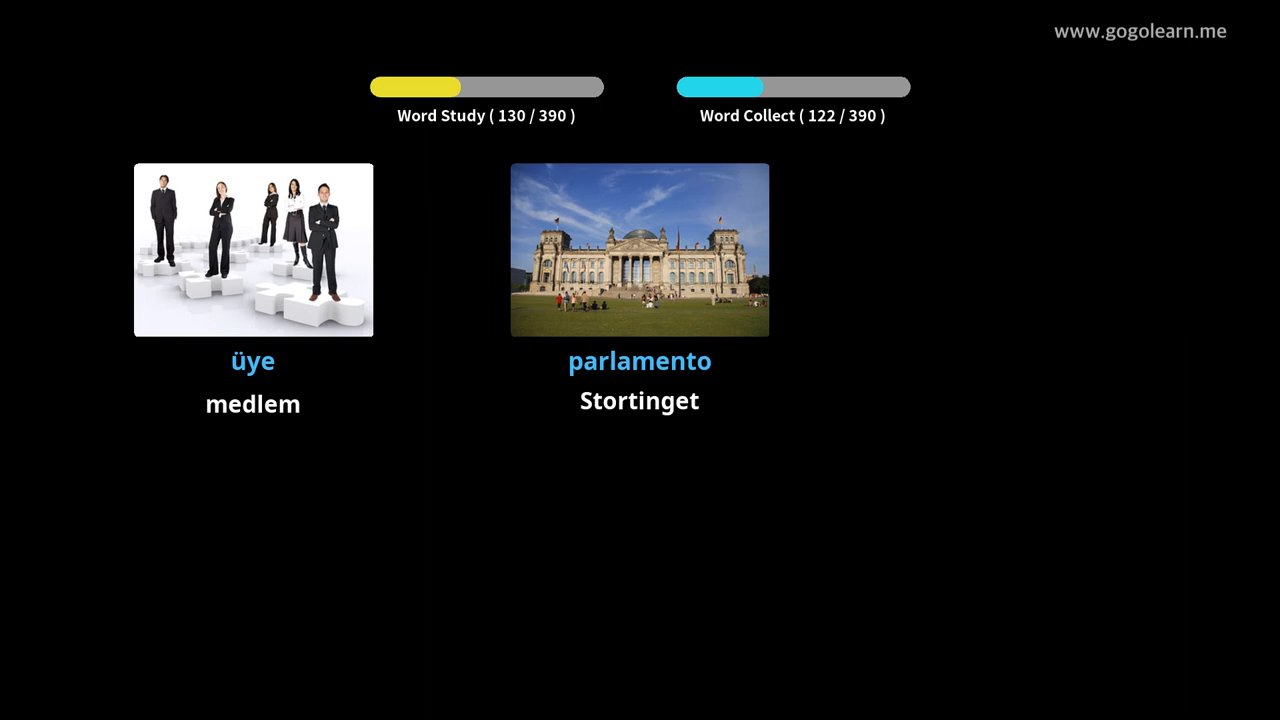 www.gogolearn.me
Word Study ( 130 / 390 )
Word Collect ( 122 / 390 )
üye
medlem
parlamento
Stortinget